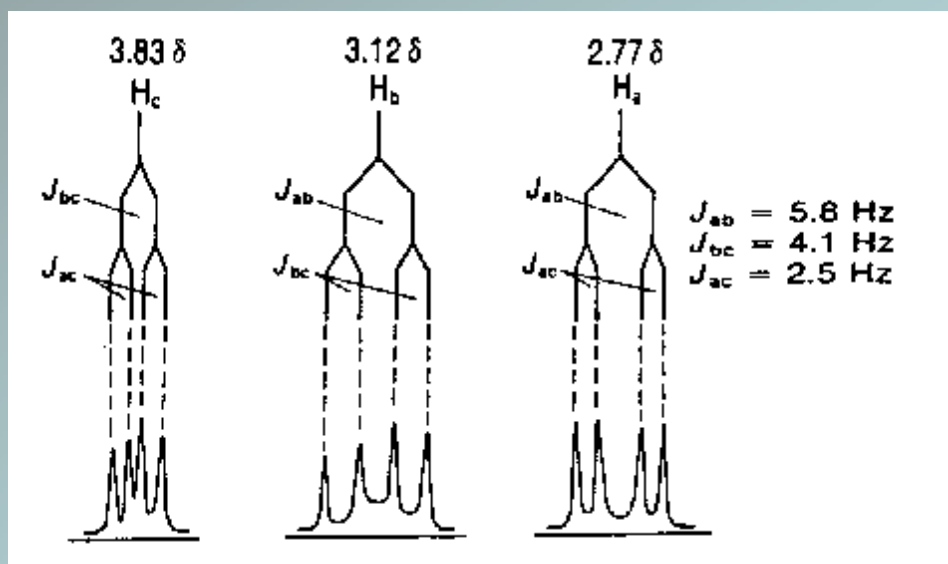 3.83 δ 3.12 δ 2.77 δ
Hc Hb Ha
Jbc Jab Jab
Jab = 5.8 Hz
Jbc = 4.1 Hz
Jac = 2.5 Hz
Jac Jbc Jac